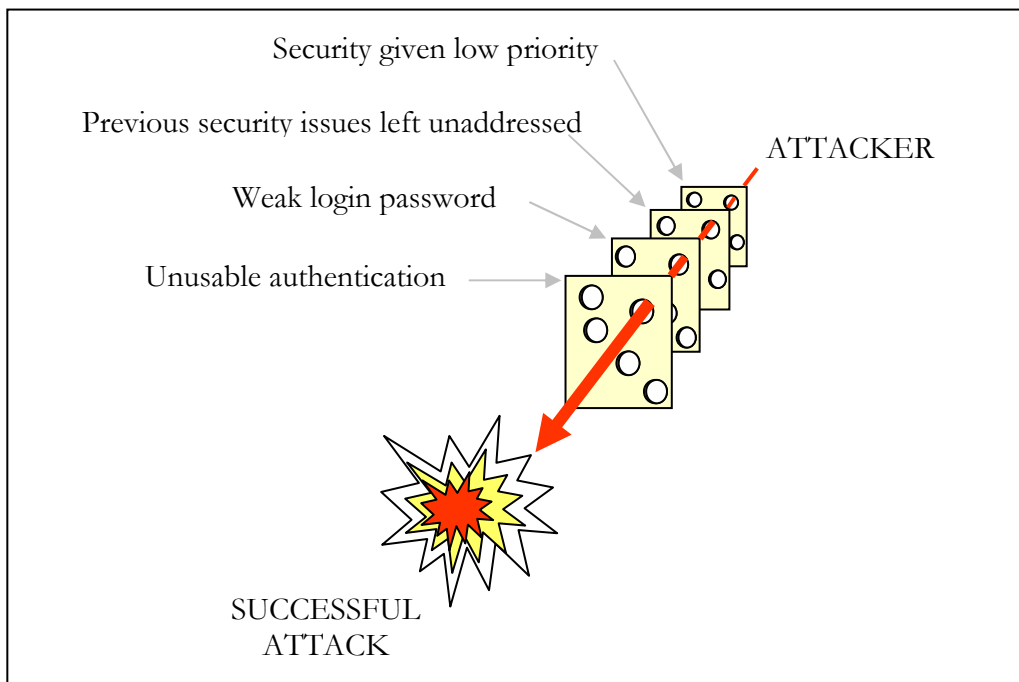 Security given low priority
Previous security issues left unaddressed
ATTACKER
Weak login password
Unusable authentication
SUCCESSFUL
ATTACK